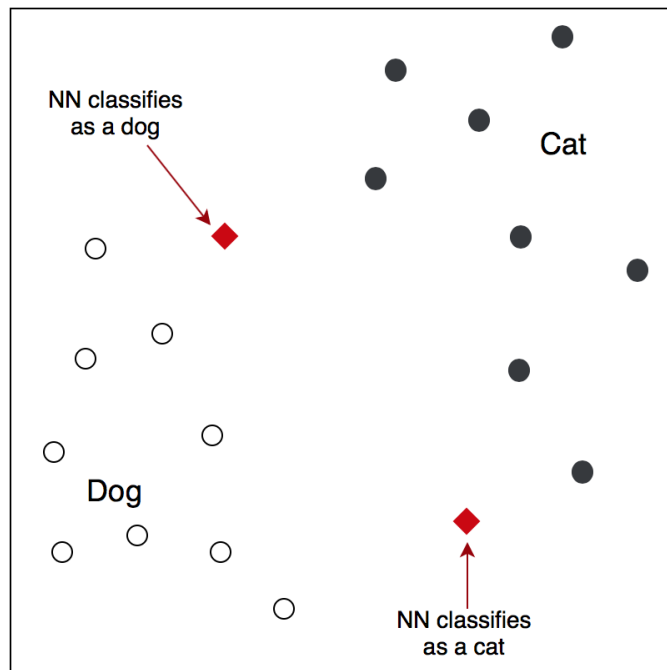 NN classifies
as a dog
Cat
Dog
NN classifies
as a cat